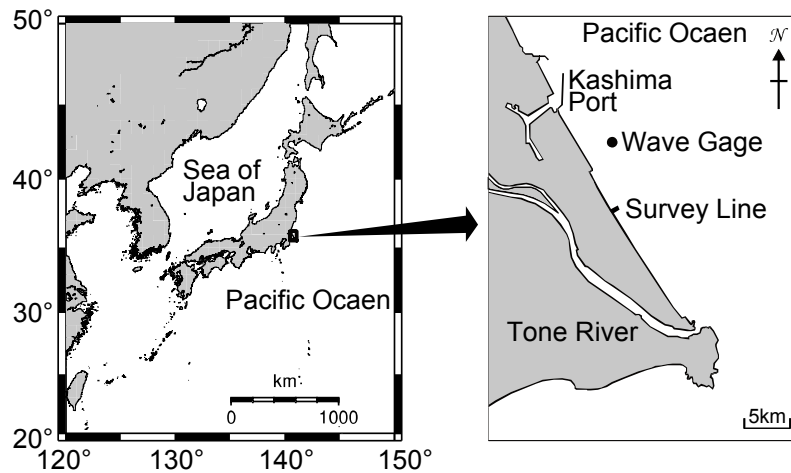 50°
40°
30°
20°
120°
130°
140°
150°
Sea of
Japan
Pacific Ocaen
km
0
1000
Pacific Ocaen
N
Kashima
Port
Wave Gage
Survey Line
Tone River
5km